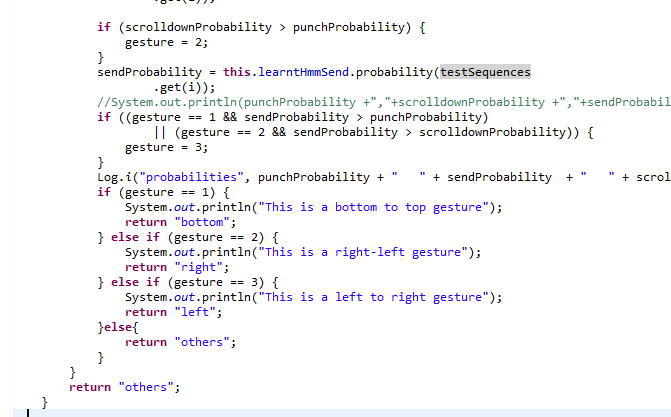 if (scrolldownProbability > punchProbability) {
gesture = 2;
}
sendProbability = this.learntHmmSend.probability(testSequences
.get(i));
//System.out.println(punchProbability +","+scrolldownProbability +","+sendProbabil
if ((gesture == 1 && sendProbability > punchProbability)
|| (gesture == 2 && sendProbability > scrolldownProbability)) {
gesture = 3;
}
Log.i("probabilities", punchProbability + "   " + sendProbability  + "   " + scrol
if (gesture == 1) {
System.out.println("This is a bottom to top gesture");
return "bottom";
} else if (gesture == 2) {
System.out.println("This is a right-left gesture");
return "right";
} else if (gesture == 3) {
System.out.println("This is a left to right gesture");
return "left";
}else{
return "others";
}
}
return "others";
}